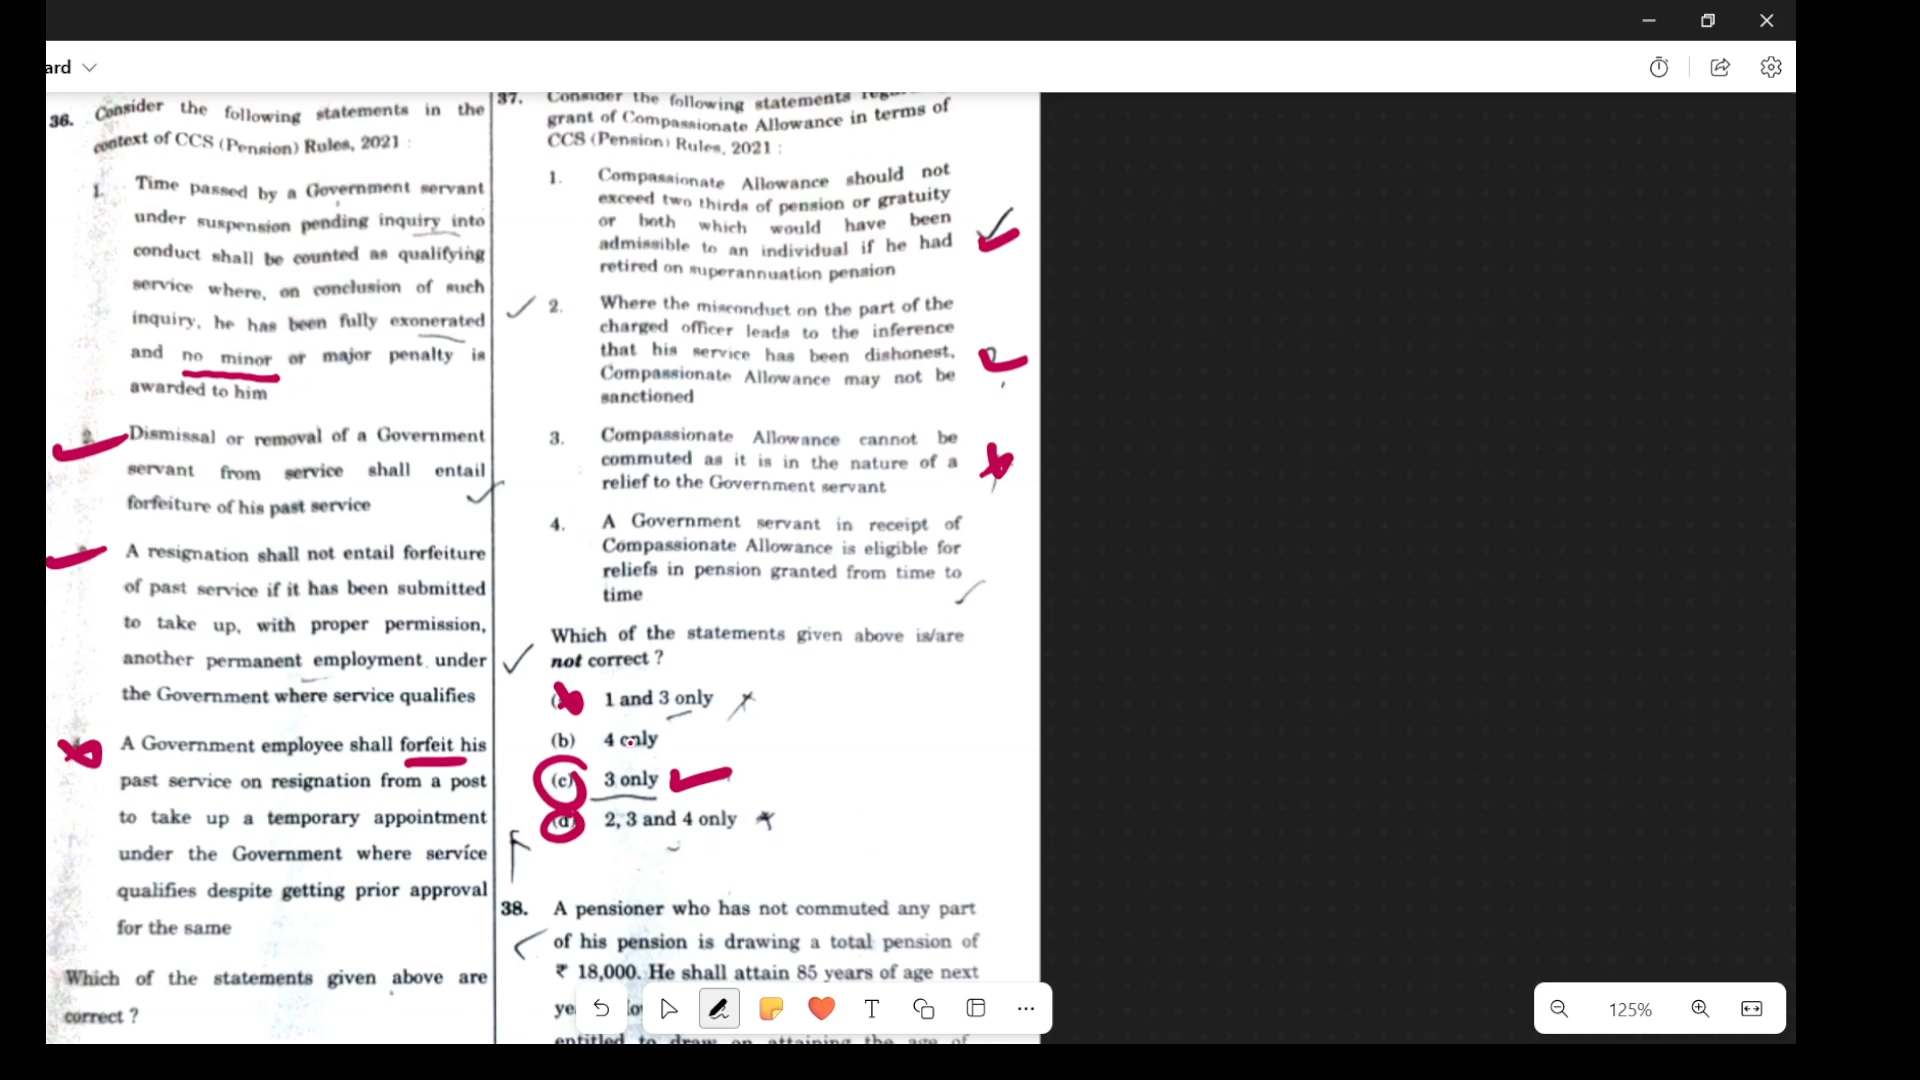 ard
36. Consider the following statements in the
context of CCS (Pension) Rules, 2021 :
1. Time passed by a Government servant
under suspension pending inquiry into
conduct shall be counted as qualifying
service where, on conclusion of such
inquiry, he has been fully exonerated
and no minor or major penalty is
awarded to him
Dismissal or removal of a Government
servant from service shall entail
forfeiture of his past service
A resignation shall not entail forfeiture
of past service if it has been submitted
to take up, with proper permission,
another permanent employment under
the Government where service qualifies
A Government employee shall forfeit his
past service on resignation from a post
to take up a temporary appointment
under the Government where service
qualifies despite getting prior approval
for the same
Which of the statements given above are
correct ?
37. Consider the following statements
grant of Compassionate Allowance in terms of
CCS (Pension) Rules, 2021 :
1. Compassionate Allowance should not
exceed two thirds of pension or gratuity
or both which would have been
admissible to an individual if he had
retired on superannuation pension
2. Where the misconduct on the part of the
charged officer leads to the inference
that his service has been dishonest,
Compassionate Allowance may not be
sanctioned
3. Compassionate Allowance cannot be
commuted as it is in the nature of a
relief to the Government servant
4. A Government servant in receipt of
Compassionate Allowance is eligible for
reliefs in pension granted from time to
time
Which of the statements given above is/are
not correct ?
1 and 3 only
(b) 4 only
(c) 3 only
(d) 2, 3 and 4 only
38. A pensioner who has not commuted any part
of his pension is drawing a total pension of
₹ 18,000. He shall attain 85 years of age next
entitled to draw on attaining the age of
125%